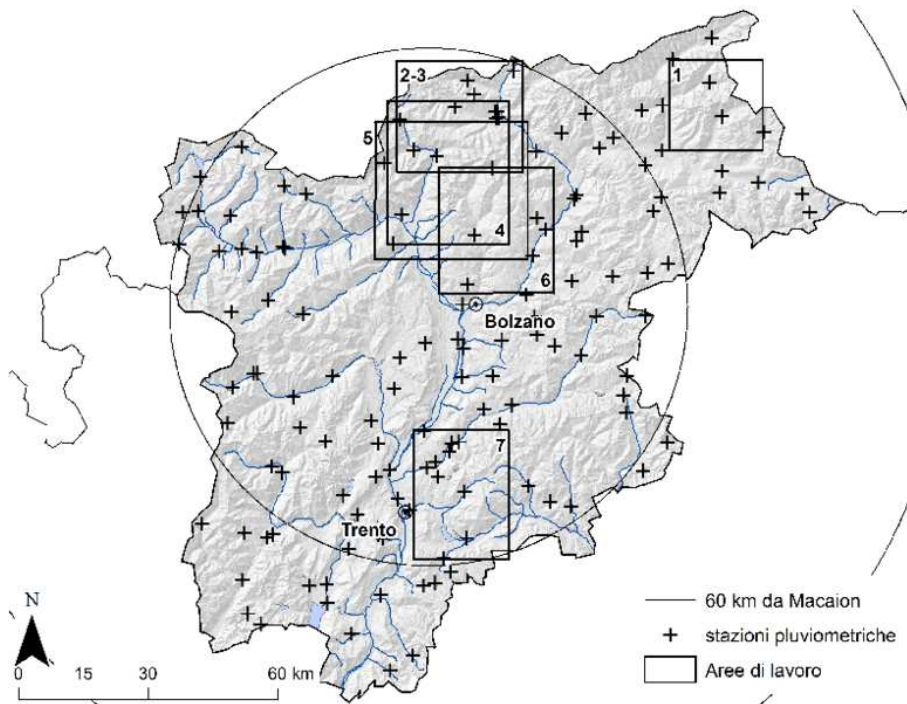 2-3
1
5
4
6
Bolzano
7
Trento
N
0 15 30 60 km
60 km da Macaion
stazioni pluviometriche
Aree di lavoro